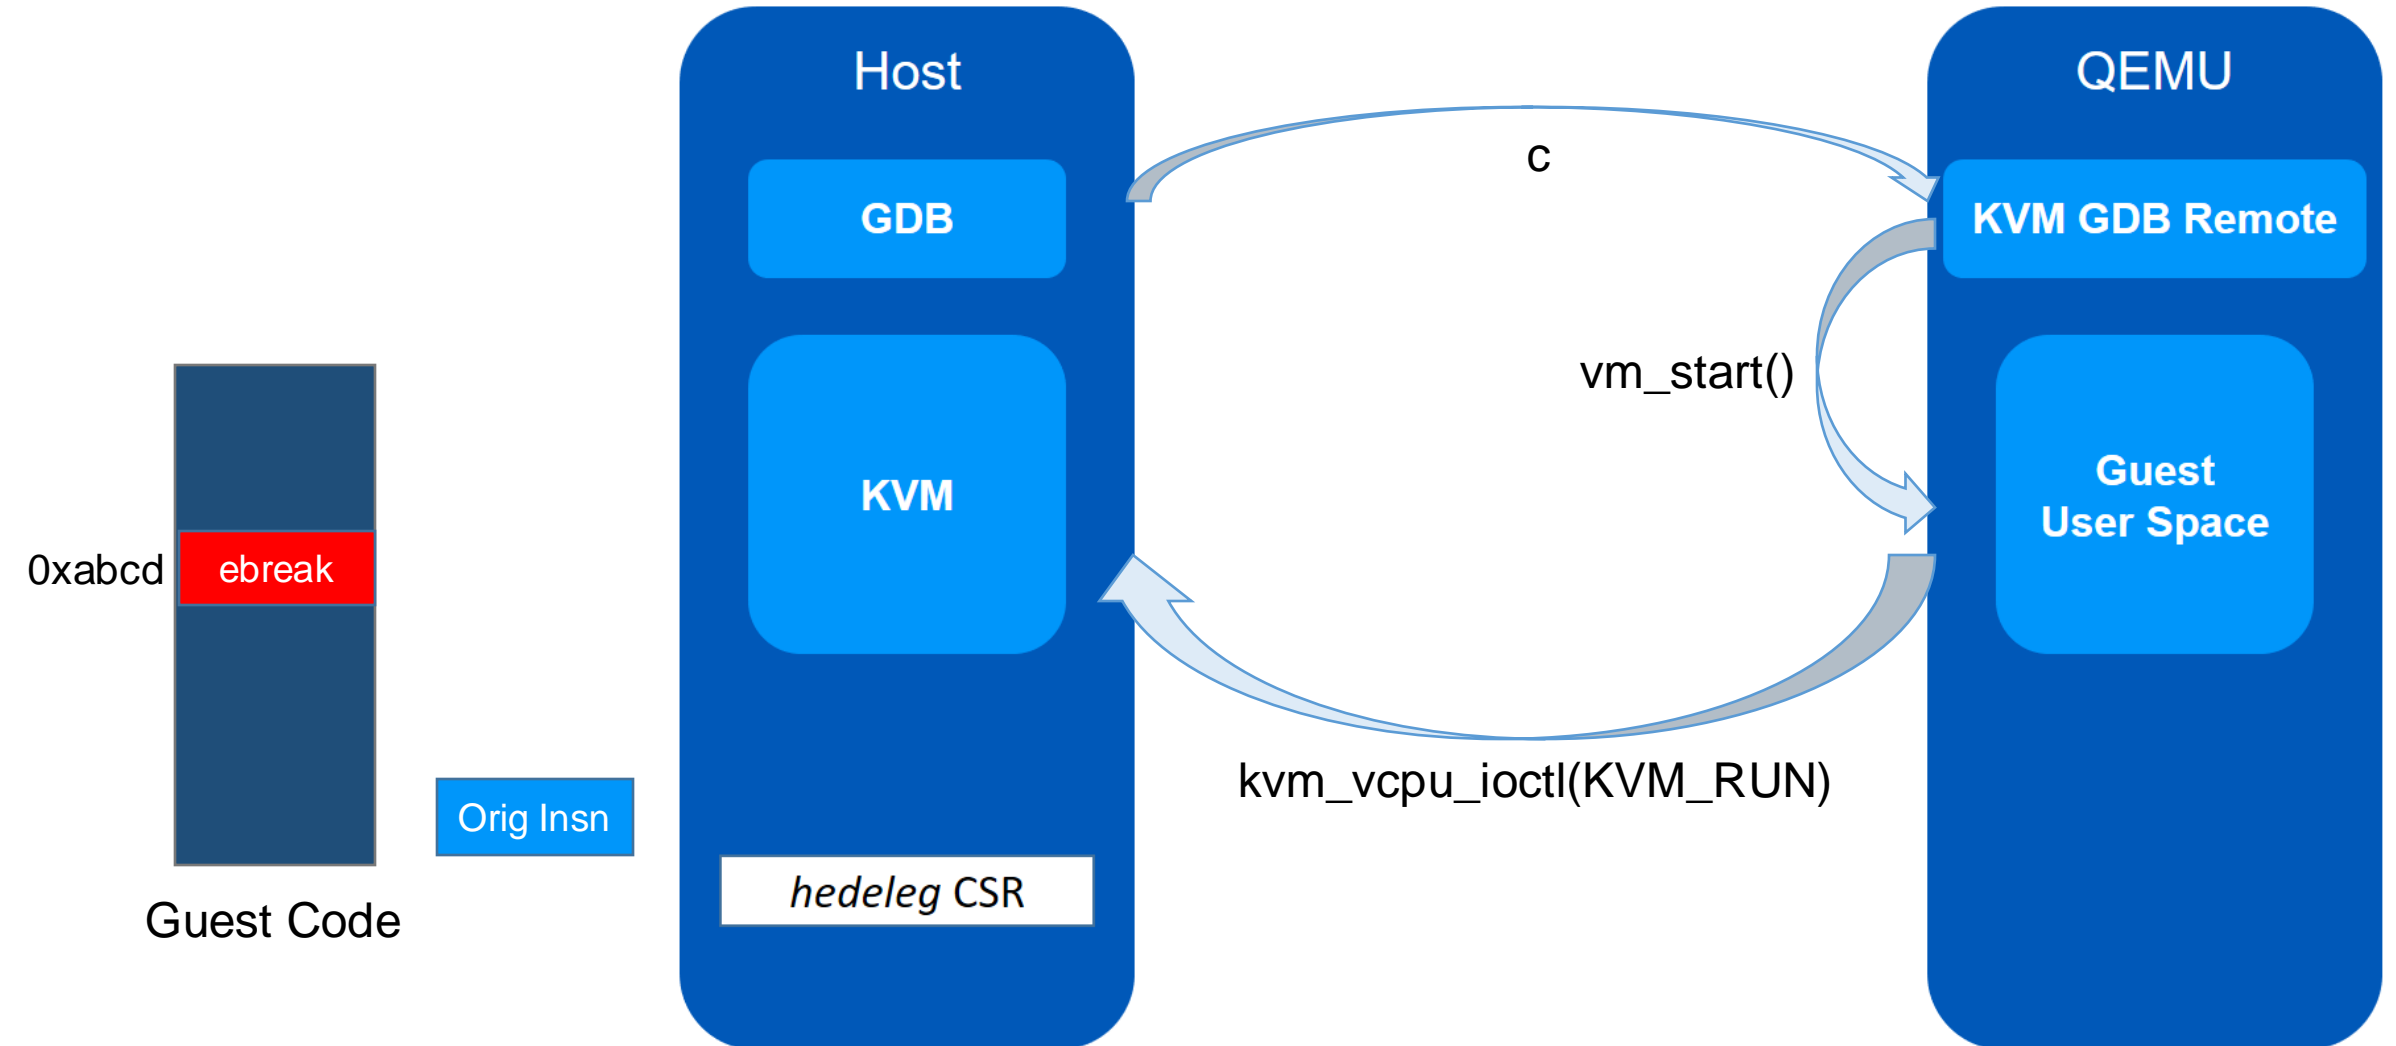 Host
QEMU
c
GDB
KVM GDB Remote
vm_start()
KVM
Guest
User Space
0xabcd
ebreak
kvm_vcpu_ioctl(KVM_RUN)
Orig Insn
hedeleg CSR
Guest Code